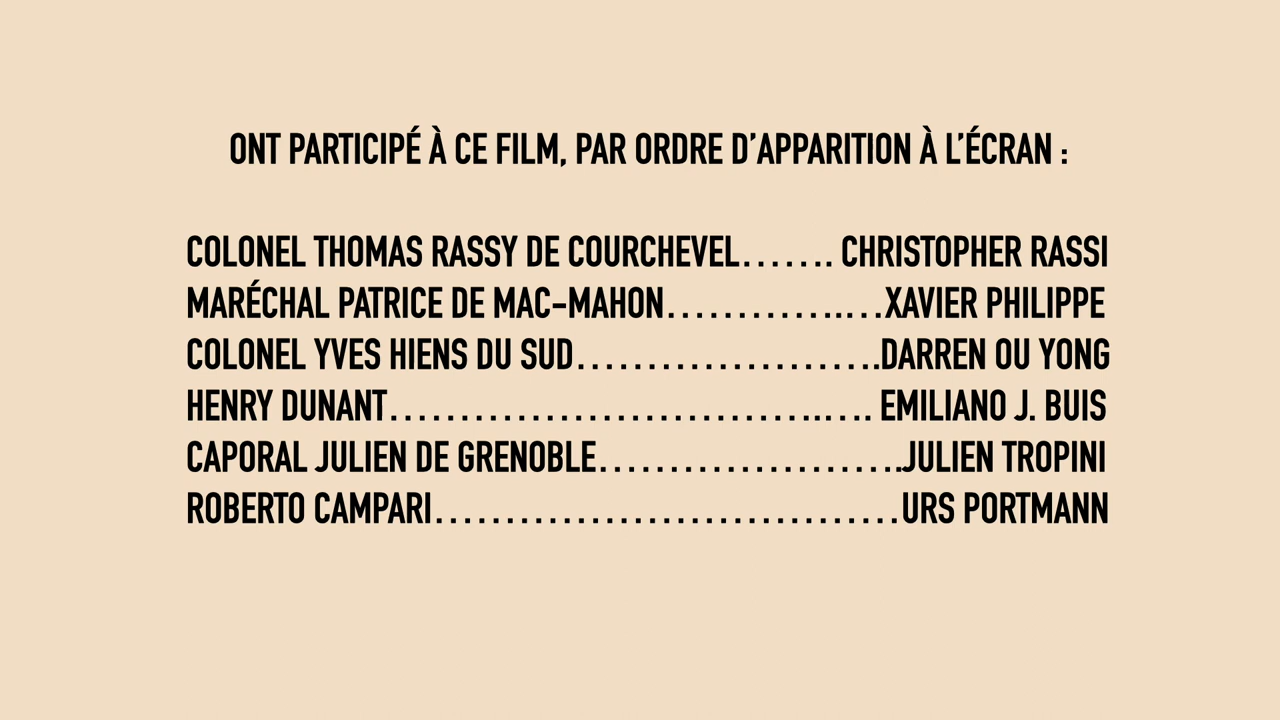 ONT PARTICIPÉ À CE FILM, PAR ORDRE D’APPARITION À L’ÉCRAN :
COLONEL THOMAS RASSY DE COURCHEVEL....... CHRISTOPHER RASSI
MARÉCHAL PATRICE DE MAC-MAHON................XAVIER PHILIPPE
COLONEL YVES HIENS DU SUD......................DARREN OU YONG
HENRY DUNANT.................................. EMILIANO J. BUIS
CAPORAL JULIEN DE GRENOBLE......................JULIEN TROPINI
ROBERTO CAMPARI.................................URS PORTMANN